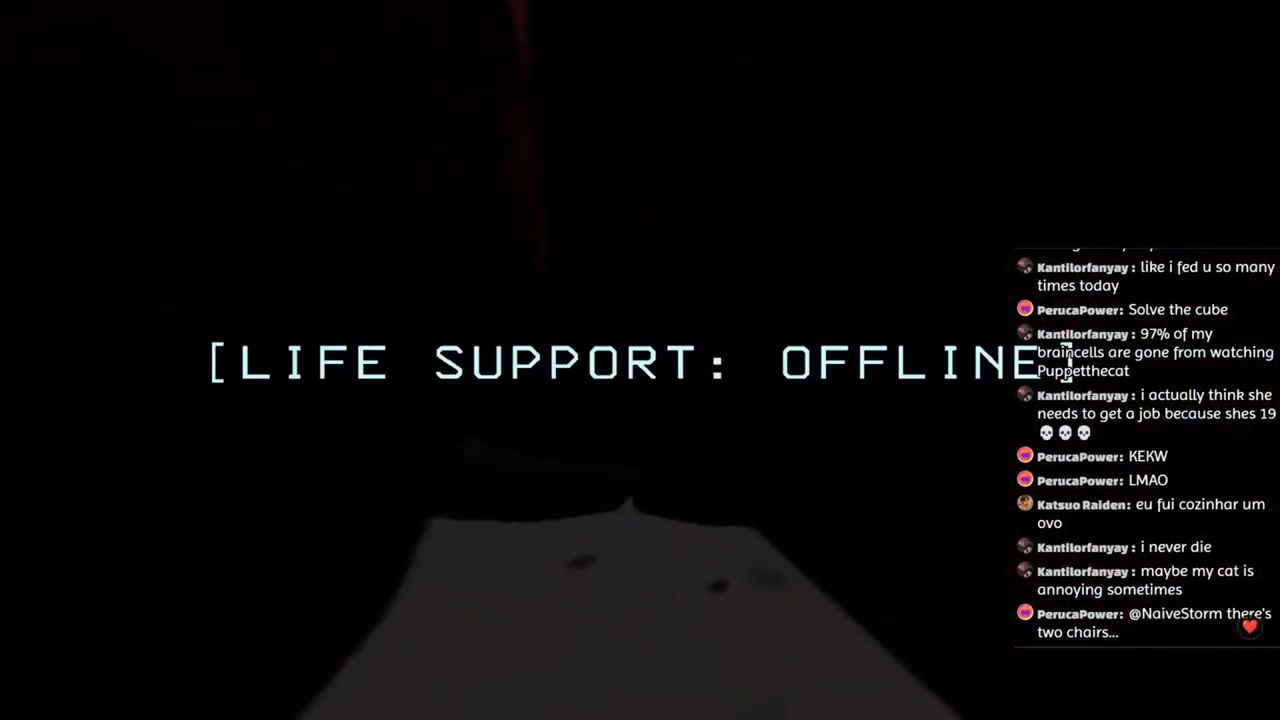 [LIFE SUPPORT: OFFLINE]
Kantilorfanyay : like i fed u so many
times today
PerucaPower: Solve the cube
Kantilorfanyay : 97% of my
braincells are gone from watching
Puppetthecat
Kantilorfanyay : i actually think she
needs to get a job because shes 19
💀💀💀
PerucaPower: KEKW
PerucaPower: LMAO
Katsuo Raiden: eu fui cozinhar um
ovo
Kantilorfanyay : i never die
Kantilorfanyay : maybe my cat is
annoying sometimes
PerucaPower: @NaiveStorm there's
two chairs...